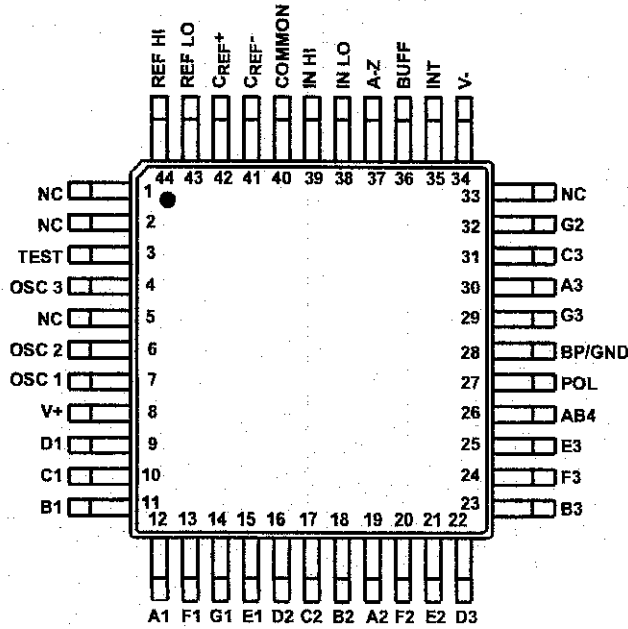 REF HI
REF LO
CREF+
CREF-
COMMON
IN HI
IN LO
A-Z
BUFF
INT
V-
44 43 42 41 40 39 38 37 36 35 34
NC 1 33 NC
NC 2 32 G2
TEST 3 31 C3
OSC 3 4 30 A3
NC 5 29 G3
OSC 2 6 28 BP/GND
OSC 1 7 27 POL
V+ 8 26 AB4
D1 9 25 E3
C1 10 24 F3
B1 11 23 B3
12 13 14 15 16 17 18 19 20 21 22
A1 F1 G1 E1 D2 C2 B2 A2 F2 E2 D3